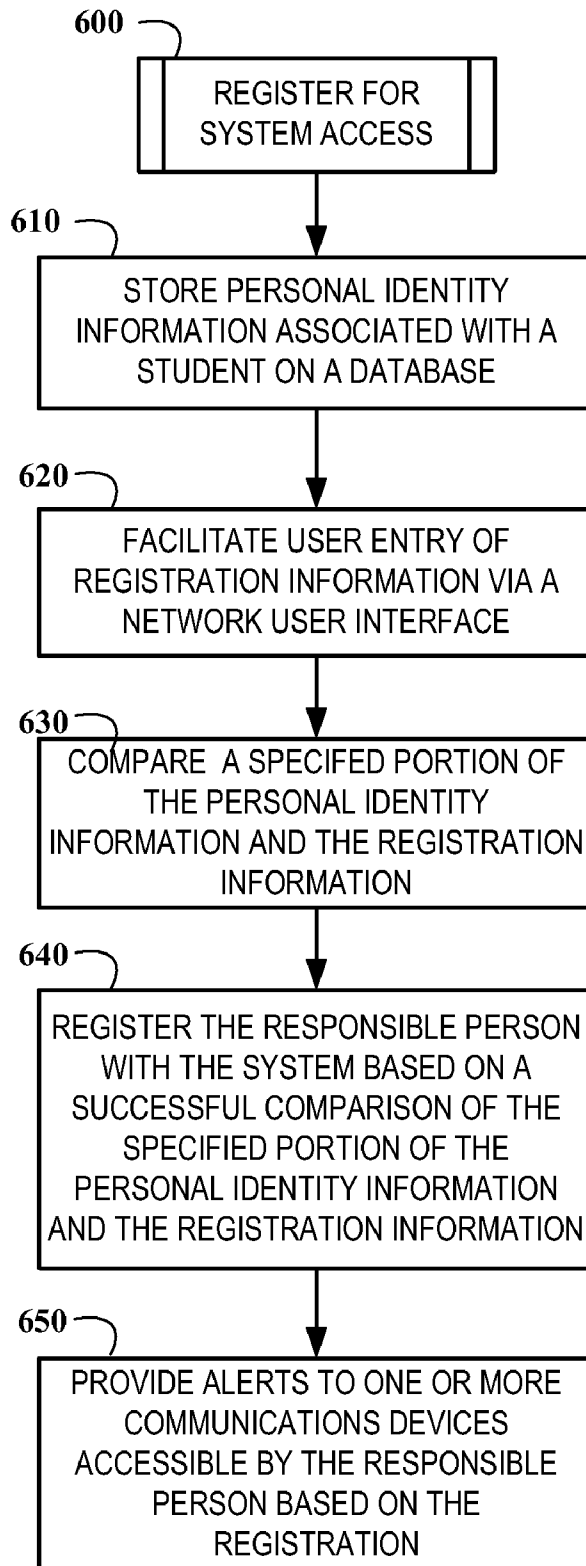 600
REGISTER FOR
SYSTEM ACCESS
610
STORE PERSONAL IDENTITY
INFORMATION ASSOCIATED WITH A
STUDENT ON A DATABASE
620
FACILITATE USER ENTRY OF
REGISTRATION INFORMATION VIA A
NETWORK USER INTERFACE
630
COMPARE A SPECIFED PORTION OF
THE PERSONAL IDENTITY
INFORMATION AND THE REGISTRATION
INFORMATION
640
REGISTER THE RESPONSIBLE PERSON
WITH THE SYSTEM BASED ON A
SUCCESSFUL COMPARISON OF THE
SPECIFIED PORTION OF THE
PERSONAL IDENTITY INFORMATION
AND THE REGISTRATION INFORMATION
650
PROVIDE ALERTS TO ONE OR MORE
COMMUNICATIONS DEVICES
ACCESSIBLE BY THE RESPONSIBLE
PERSON BASED ON THE
REGISTRATION